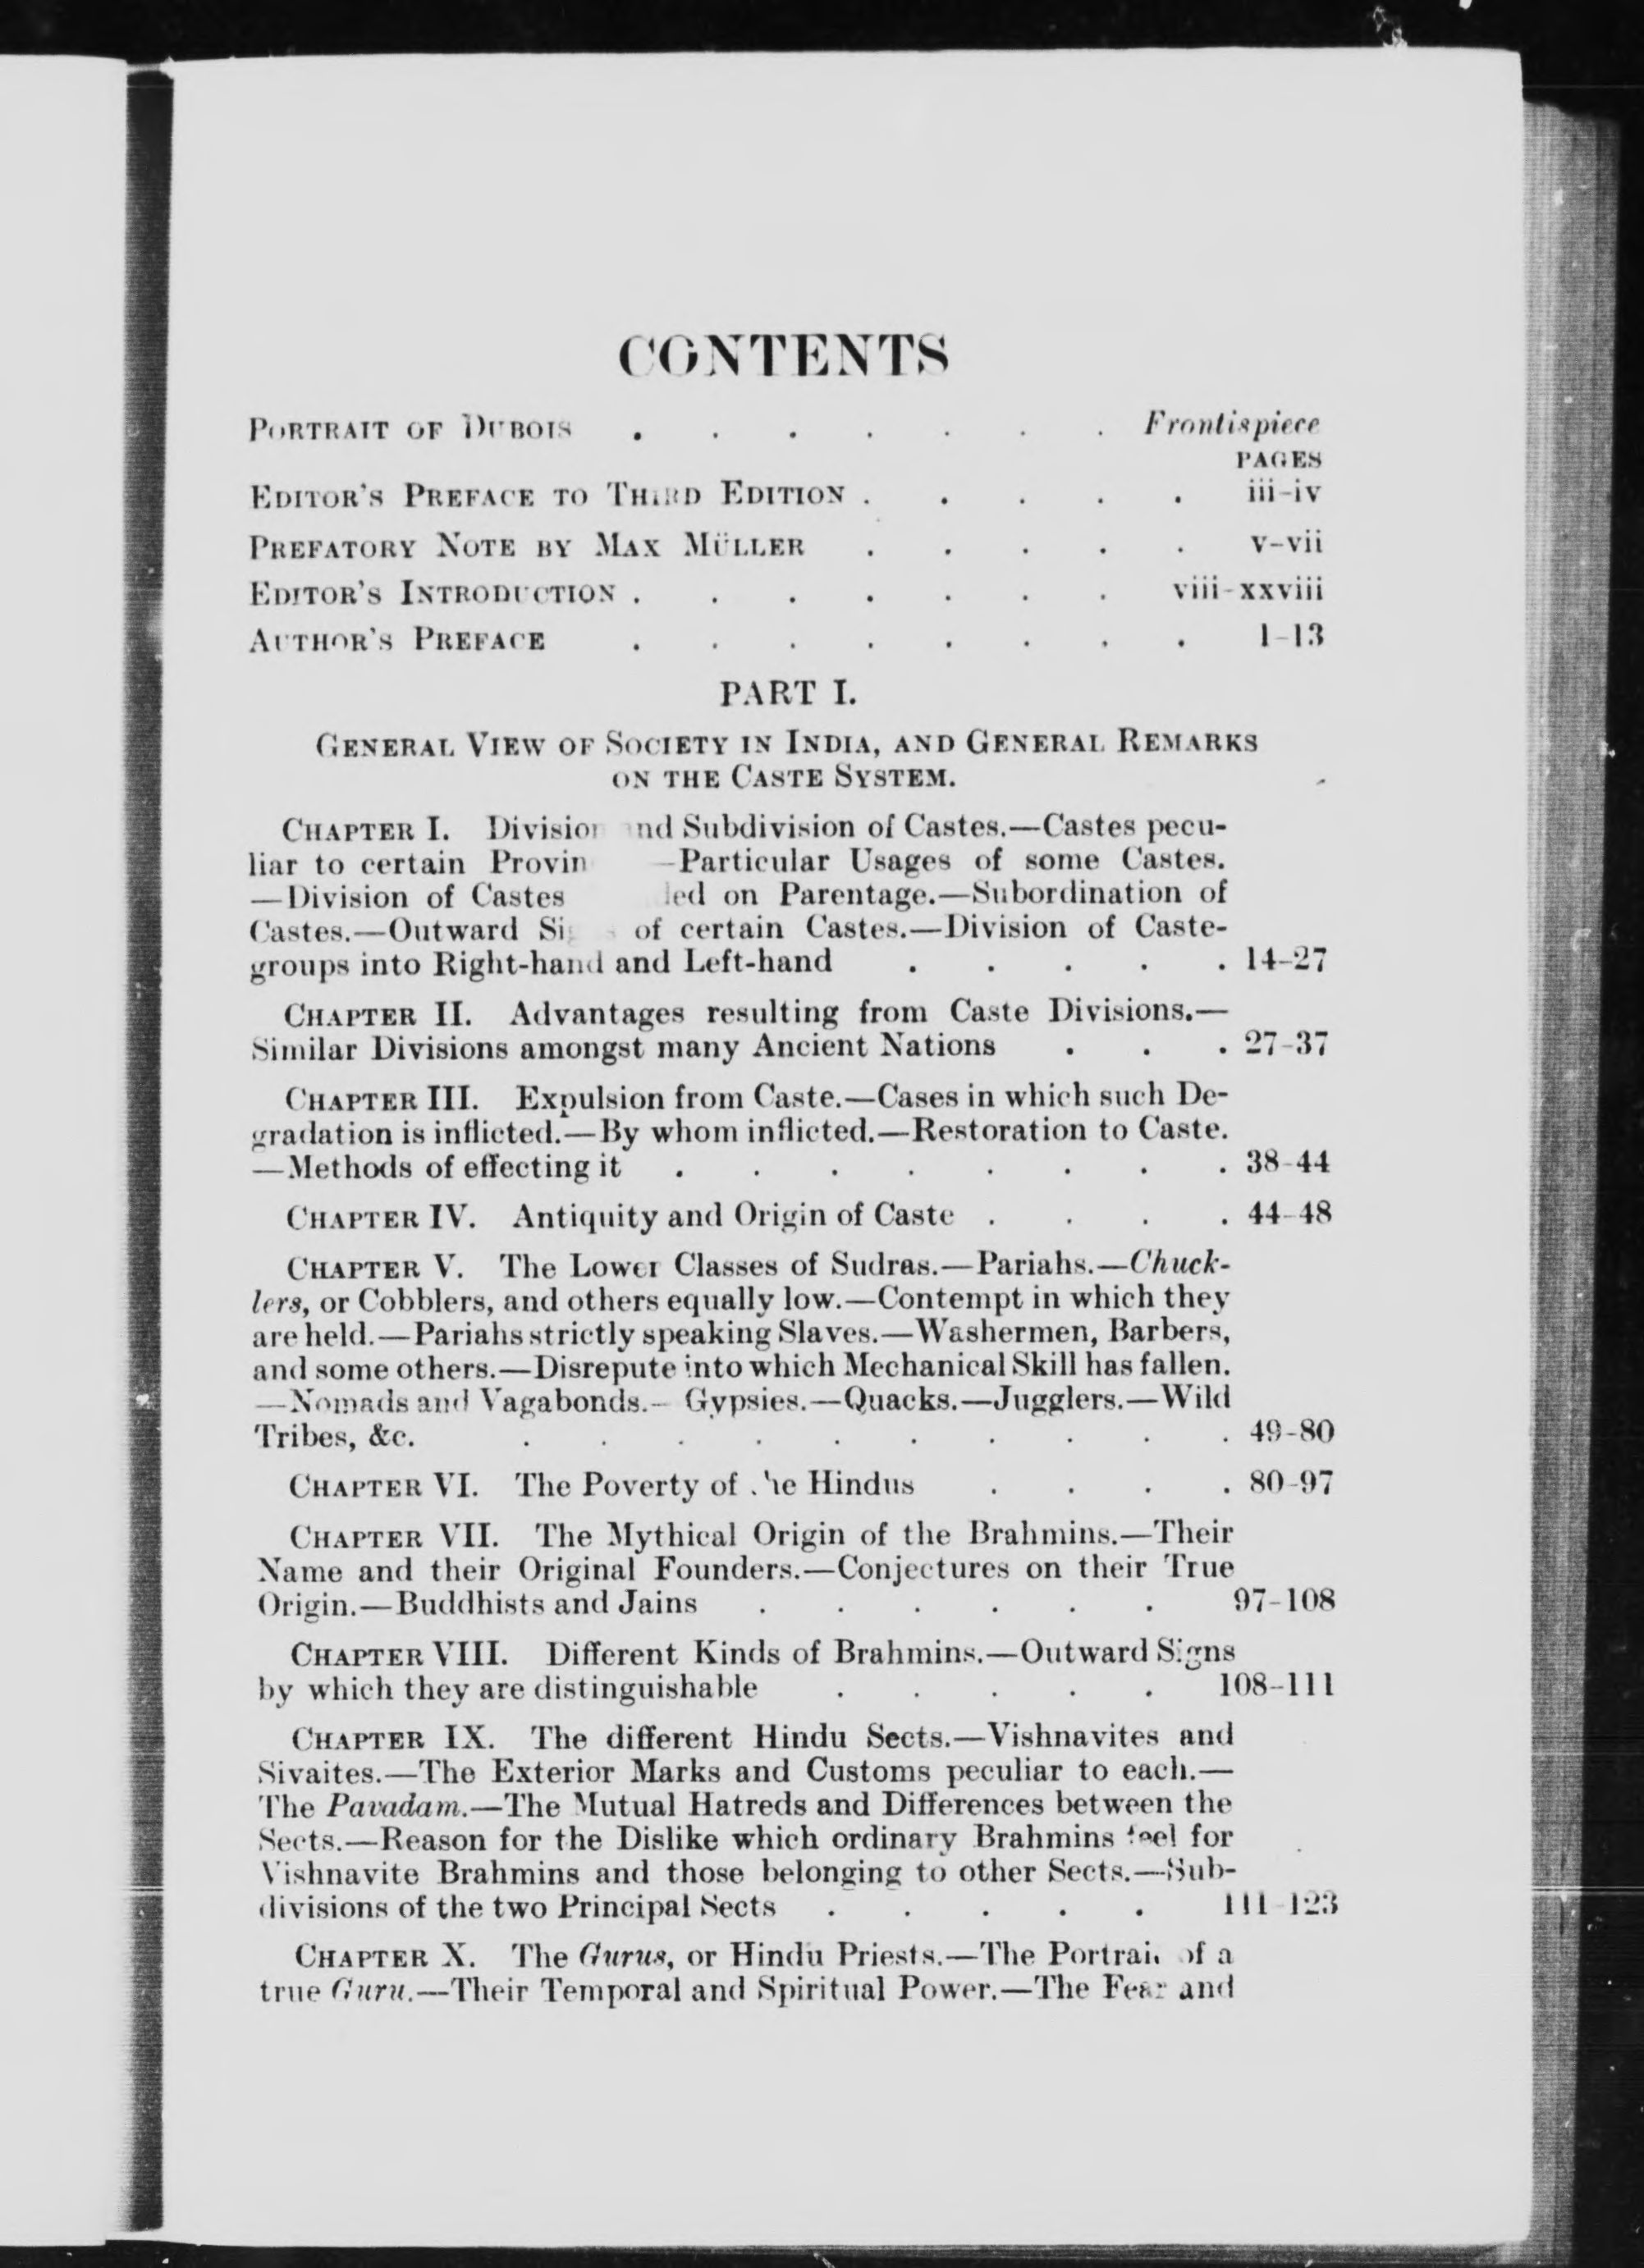 CONTENTS
PORTRAIT OF DUBOIS . . . . . . . Frontispiece
PAGES
EDITOR'S PREFACE TO THIRD EDITION . . . . . iii-iv
PREFATORY NOTE BY MAX MÜLLER . . . . . v-vii
EDITOR'S INTRODUCTION . . . . . . . viii-xxviii
AUTHOR'S PREFACE . . . . . . . . 1-13
PART I.
GENERAL VIEW OF SOCIETY IN INDIA, AND GENERAL REMARKS
ON THE CASTE SYSTEM.
CHAPTER I. Division and Subdivision of Castes.—Castes pecu-
liar to certain —Particular Usages of some Castes.
—Division of Castes on Parentage.—Subordination of
Castes.—Outward of certain Castes.—Division of Caste-
groups into Right-hand and Left-hand . . . . . 14-27
CHAPTER II. Advantages resulting from Caste Divisions.—
Similar Divisions amongst many Ancient Nations . . . 27-37
CHAPTER III. Expulsion from Caste.—Cases in which such De-
gradation is inflicted.—By whom inflicted.—Restoration to Caste.
—Methods of effecting it . . . . . . . . 38-44
CHAPTER IV. Antiquity and Origin of Caste . . . . 44-48
CHAPTER V. The Lower Classes of Sudras.—Pariahs.—Chuck-
lers, or Cobblers, and others equally low.—Contempt in which they
are held.—Pariahs strictly speaking Slaves.—Washermen, Barbers,
and some others.—Disrepute into which Mechanical Skill has fallen.
—Nomads and Vagabonds.—Gypsies.—Quacks.—Jugglers.—Wild
Tribes, &c. . . . . . . . . . . 49-80
CHAPTER VI. The Poverty of the Hindus . . . . 80-97
CHAPTER VII. The Mythical Origin of the Brahmins.—Their
Name and their Original Founders.—Conjectures on their True
Origin.—Buddhists and Jains . . . . . . 97-108
CHAPTER VIII. Different Kinds of Brahmins.—Outward Signs
by which they are distinguishable . . . . . 108-111
CHAPTER IX. The different Hindu Sects.—Vishnavites and
Sivaites.—The Exterior Marks and Customs peculiar to each.—
The Pavadam.—The Mutual Hatreds and Differences between the
Sects.—Reason for the Dislike which ordinary Brahmins feel for
Vishnavite Brahmins and those belonging to other Sects.—Sub-
divisions of the two Principal Sects . . . . . 111-123
CHAPTER X. The Gurus, or Hindu Priests.—The Portrait of a
true Guru.—Their Temporal and Spiritual Power.—The Fear and